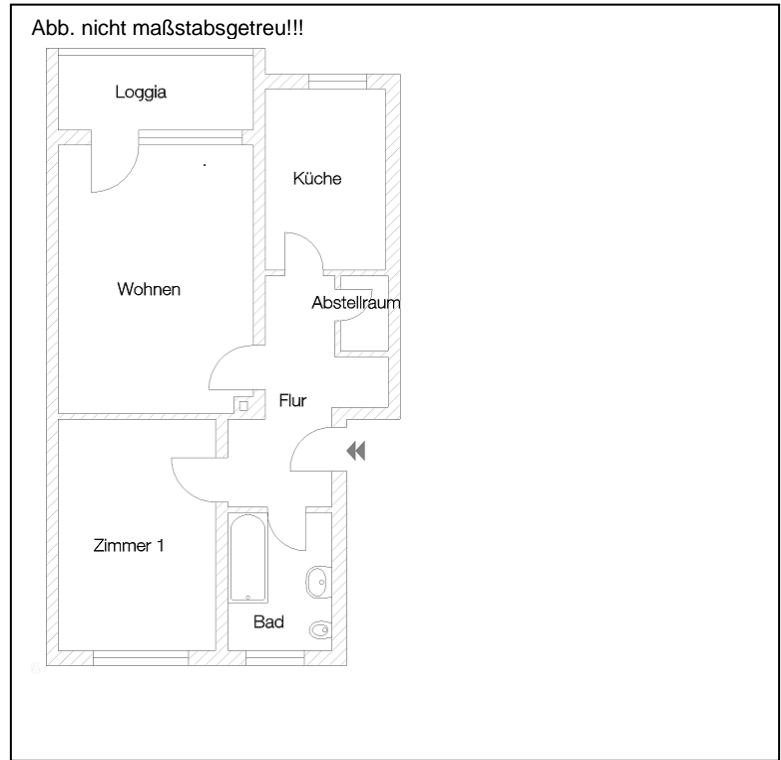 Abb. nicht maßstabsgetreu!!!
Loggia
Küche
Wohnen
Abstellraum
Flur
Zimmer 1
Bad